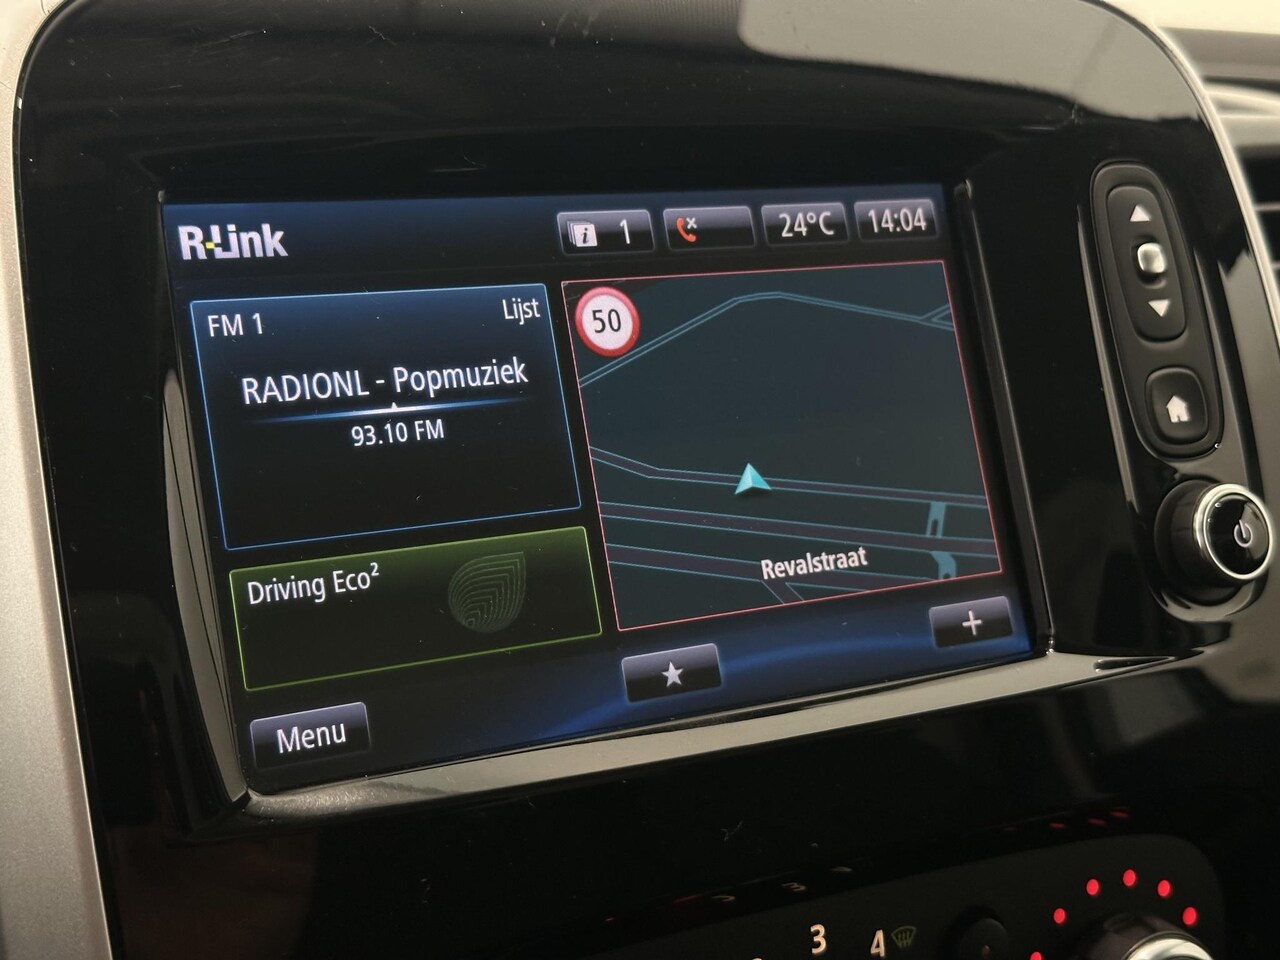 R-Link
1
24°C
14:04
FM 1
Lijst
RADIONL - Popmuziek
93.10 FM
50
Revalstraat
Driving Eco²
Menu
3
4